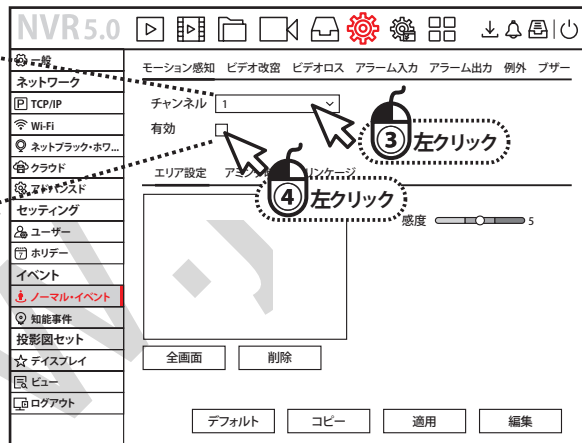 NVR 5.0
一般
ネットワーク
P TCP/IP
Wi-Fi
ネットブラック・ホワ...
クラウド
アドバンスド
セッティング
ユーザー
7 ホリデー
イベント
ノーマル・イベント
知能事件
投影図セット
ディスプレイ
ビュー
ログアウト
モーション感知 ビデオ改窗 ビデオロス アラーム入力 アラーム出力 例外 ブザー
チャンネル 1
③ 左クリック
有効
エリア設定 リンケージ
④ 左クリック
感度 5
全画面 削除
デフォルト コピー 適用 編集